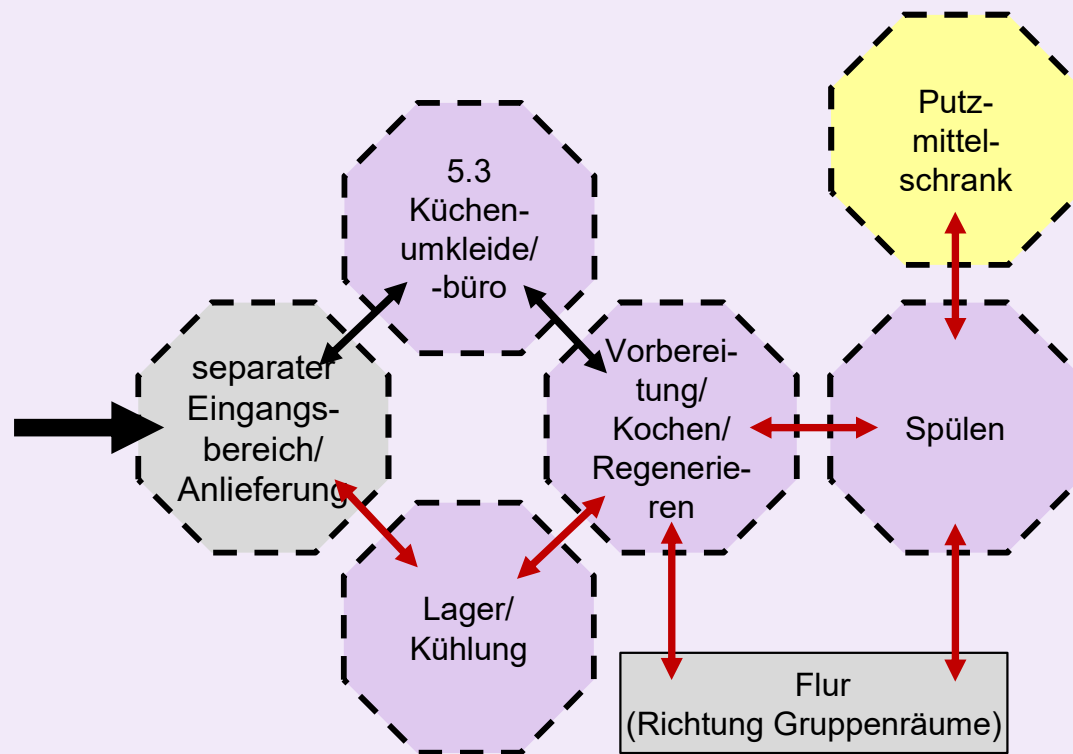 Putz-
mittel-
schrank
5.3
Küchen-
umkleide/
-büro
separater
Eingangs-
bereich/
Anlieferung
Vorberei-
tung/
Kochen/
Regenerie-
ren
Spülen
Lager/
Kühlung
Flur
(Richtung Gruppenräume)